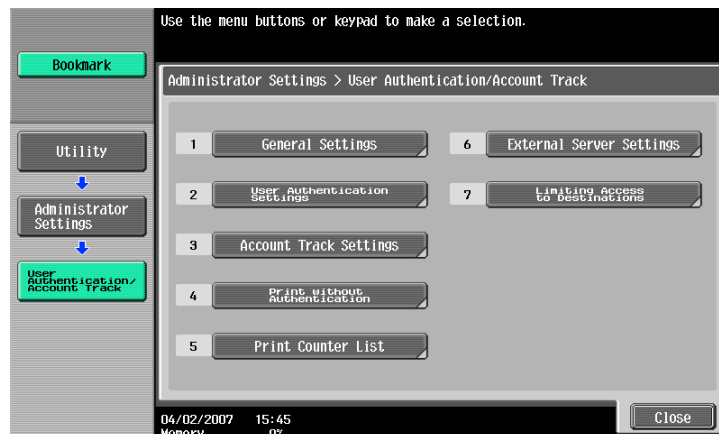 Use the menu buttons or keypad to make a selection.
Bookmark
Administrator Settings > User Authentication/Account Track
Utility
Administrator
Settings
User
Authentication/
Account Track
1 General Settings
2 User Authentication
Settings
3 Account Track Settings
4 Print without
Authentication
5 Print Counter List
6 External Server Settings
7 Limiting Access
to Destinations
04/02/2007 15:45
Memory 0%
Close